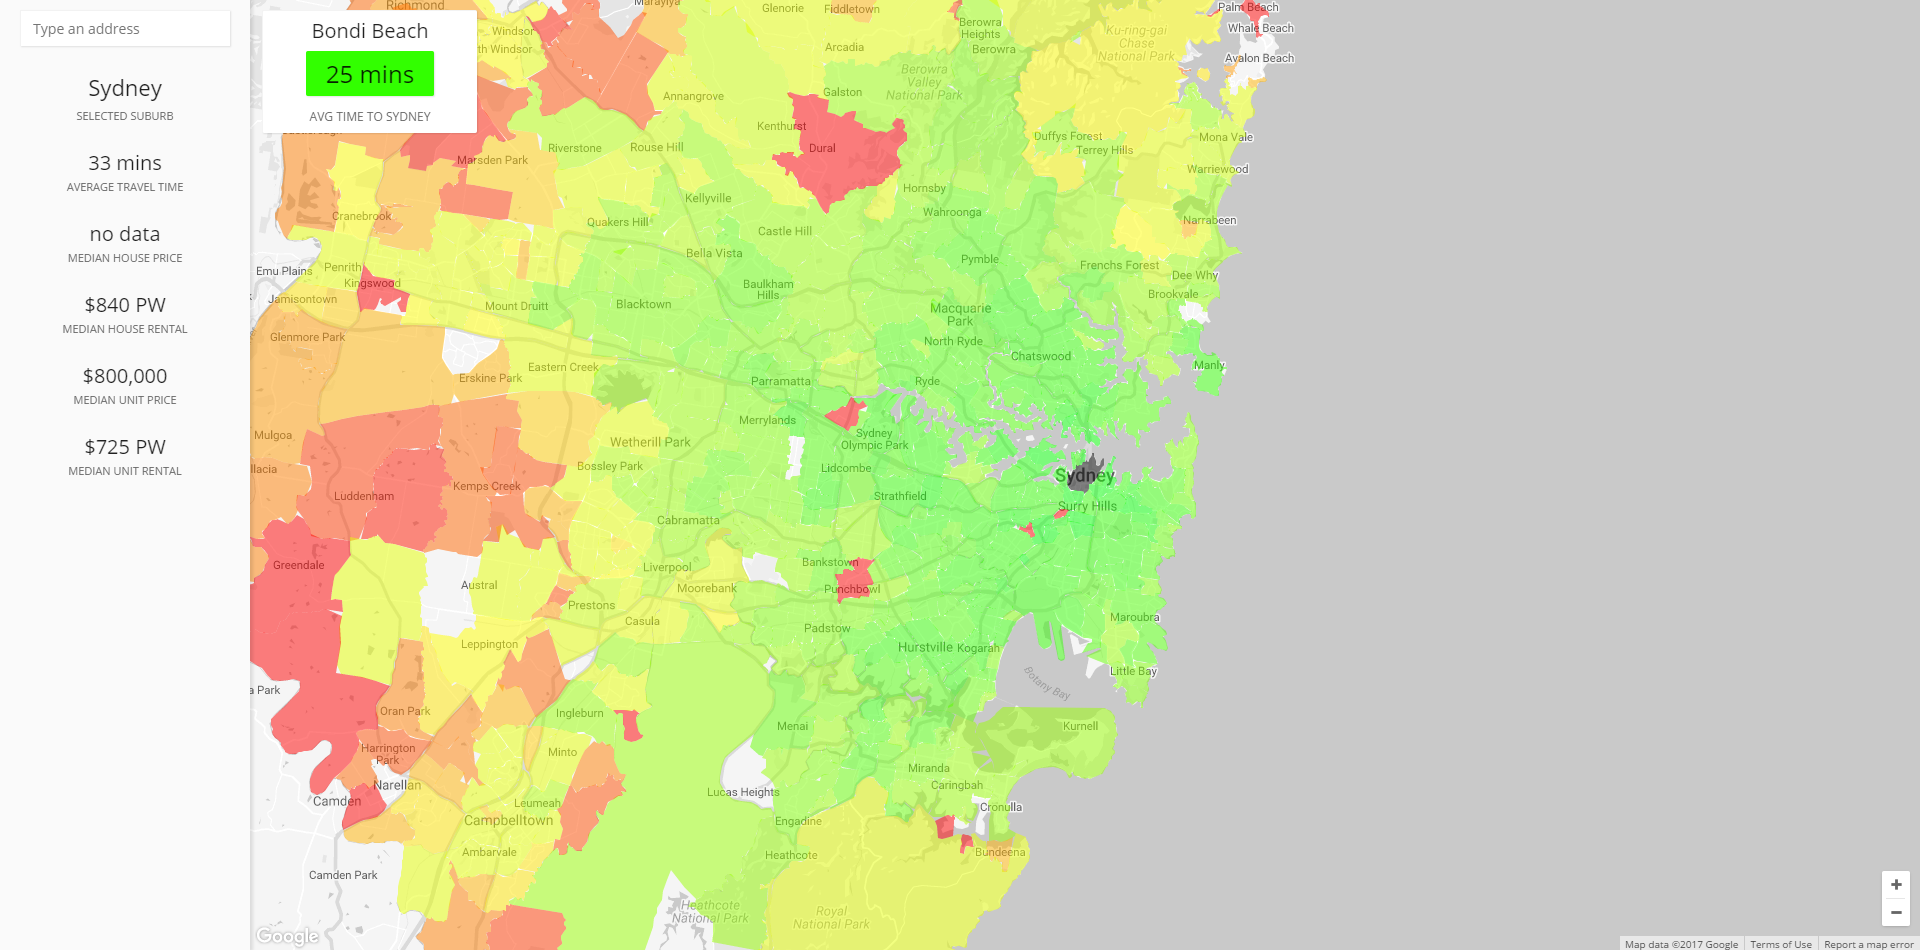 Type an address
Sydney
SELECTED SUBURB
33 mins
AVERAGE TRAVEL TIME
no data
MEDIAN HOUSE PRICE
$840 PW
MEDIAN HOUSE RENTAL
$800,000
MEDIAN UNIT PRICE
$725 PW
MEDIAN UNIT RENTAL
Bondi Beach
25 mins
AVG TIME TO SYDNEY
Richmond
Glenorie
Fiddletown
Palm Beach
Whale Beach
Berowra
Heights
Windsor
Ku-ring-gai
Chase
National Park
Arcadia
Berowra
Avalon Beach
Berowra
Valley
National Park
Galston
Annangrove
Kenthurst
Duffys Forest
Mona Vale
Riverstone
Rouse Hill
Dural
Terrey Hills
Marsden Park
Warriewood
Hornsby
Kellyville
Wahroonga
Cranebrook
Quakers Hill
Narrabeen
Castle Hill
Bella Vista
Pymble
Frenchs Forest
Emu Plains
Penrith
Dee Why
Kingswood
Baulkham
Hills
Brookvale
Jamisontown
Mount Druitt
Blacktown
Macquarie
Park
Glenmore Park
North Ryde
Chatswood
Eastern Creek
Manly
Erskine Park
Parramatta
Ryde
Merrylands
Mulgoa
Sydney
Olympic Park
Wetherill Park
Bossley Park
Lidcombe
Sydney
Kemps Creek
Luddenham
Strathfield
Surry Hills
Cabramatta
Greendale
Bankstown
Liverpool
Austral
Moorebank
Punchbowl
Prestons
Casula
Padstow
Maroubra
Leppington
Hurstville
Kogarah
Little Bay
Botany Bay
a Park
Oran Park
Ingleburn
Menai
Kurnell
Harrington
Park
Minto
Miranda
Narellan
Caringbah
Lucas Heights
Camden
Leumeah
Cronulla
Campbelltown
Engadine
Ambarvale
Heathcote
Bundeena
Camden Park
Heathcote
National Park
Royal
National Park
+
−
Google
Map data ©2017 Google
Terms of Use
Report a map error